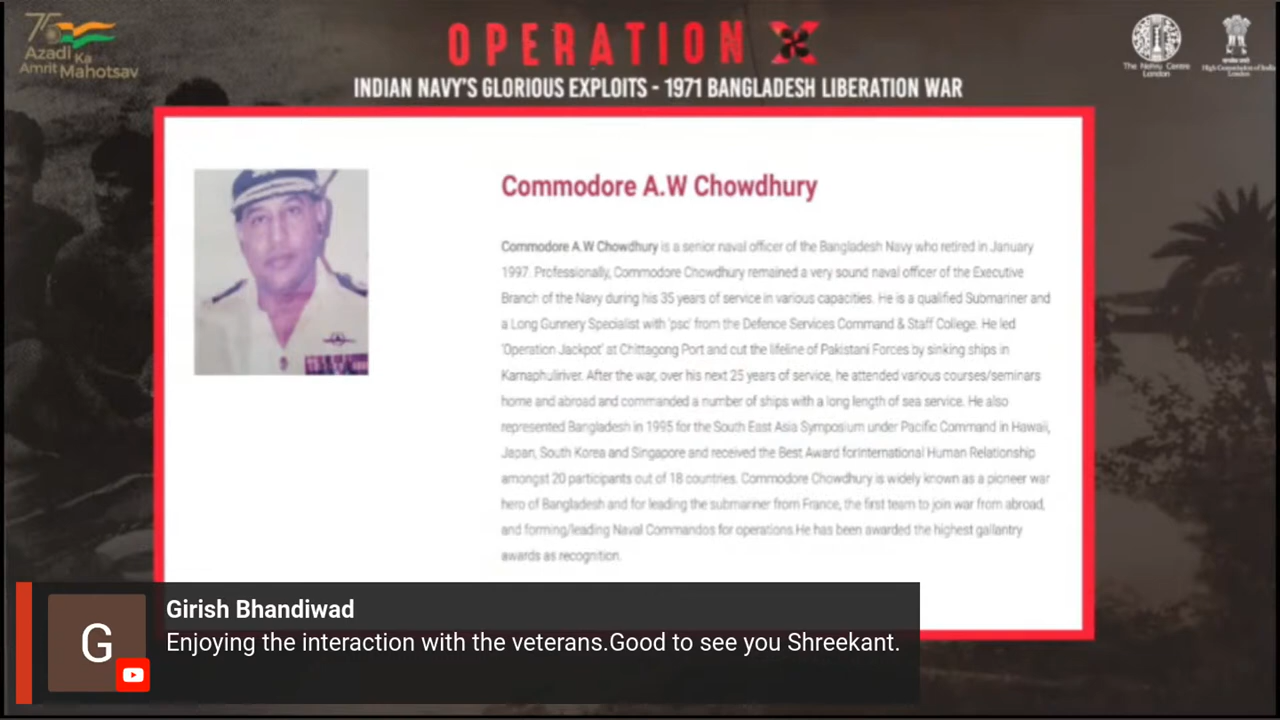 75
Azadi Ka
Amrit Mahotsav
OPERATION X
INDIAN NAVY'S GLORIOUS EXPLOITS - 1971 BANGLADESH LIBERATION WAR
The Nehru Centre
London
High Commission of India
London
Commodore A.W Chowdhury
Commodore A.W Chowdhury is a senior naval officer of the Bangladesh Navy who retired in January
1997. Professionally, Commodore Chowdhury remained a very sound naval officer of the Executive
Branch of the Navy during his 35 years of service in various capacities. He is a qualified Submariner and
a Long Gunnery Specialist with 'psc' from the Defence Services Command & Staff College. He led
'Operation Jackpot' at Chittagong Port and cut the lifeline of Pakistani Forces by sinking ships in
Karnaphuliriver. After the war, over his next 25 years of service, he attended various courses/seminars
home and abroad and commanded a number of ships with a long length of sea service. He also
represented Bangladesh in 1995 for the South East Asia Symposium under Pacific Command in Hawaii,
Japan, South Korea and Singapore and received the Best Award forInternational Human Relationship
amongst 20 participants out of 18 countries. Commodore Chowdhury is widely known as a pioneer war
hero of Bangladesh and for leading the submariner from France, the first team to join war from abroad,
and forming/leading Naval Commandos for operations.He has been awarded the highest gallantry
awards as recognition.
G
Girish Bhandiwad
Enjoying the interaction with the veterans.Good to see you Shreekant.